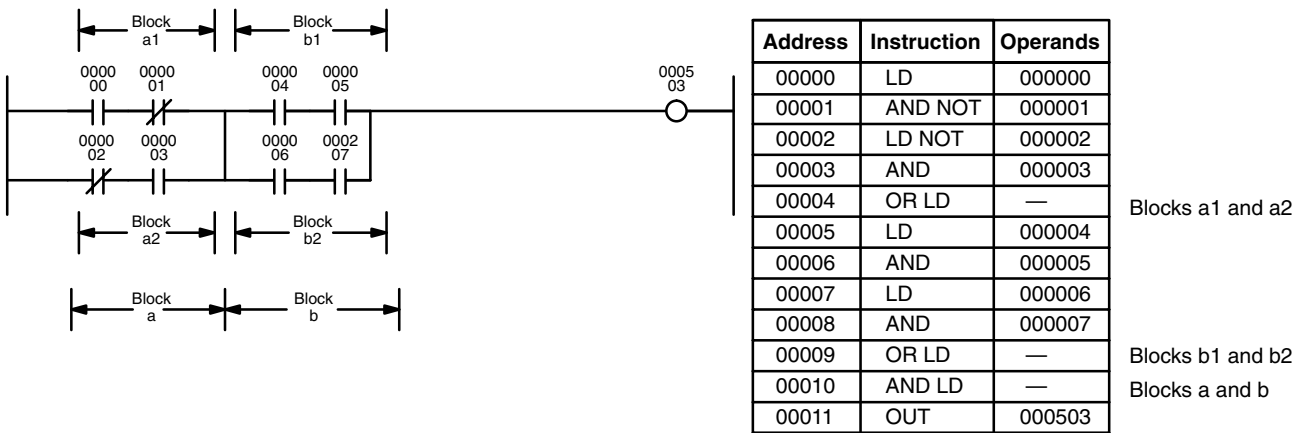 Block
a1
Block
b1
0000
00
0000
01
0000
04
0000
05
0005
03
0000
02
0000
03
0000
06
0002
07
Block
a2
Block
b2
Block
a
Block
b
Address Instruction Operands
00000 LD 000000
00001 AND NOT 000001
00002 LD NOT 000002
00003 AND 000003
00004 OR LD — Blocks a1 and a2
00005 LD 000004
00006 AND 000005
00007 LD 000006
00008 AND 000007
00009 OR LD — Blocks b1 and b2
00010 AND LD — Blocks a and b
00011 OUT 000503